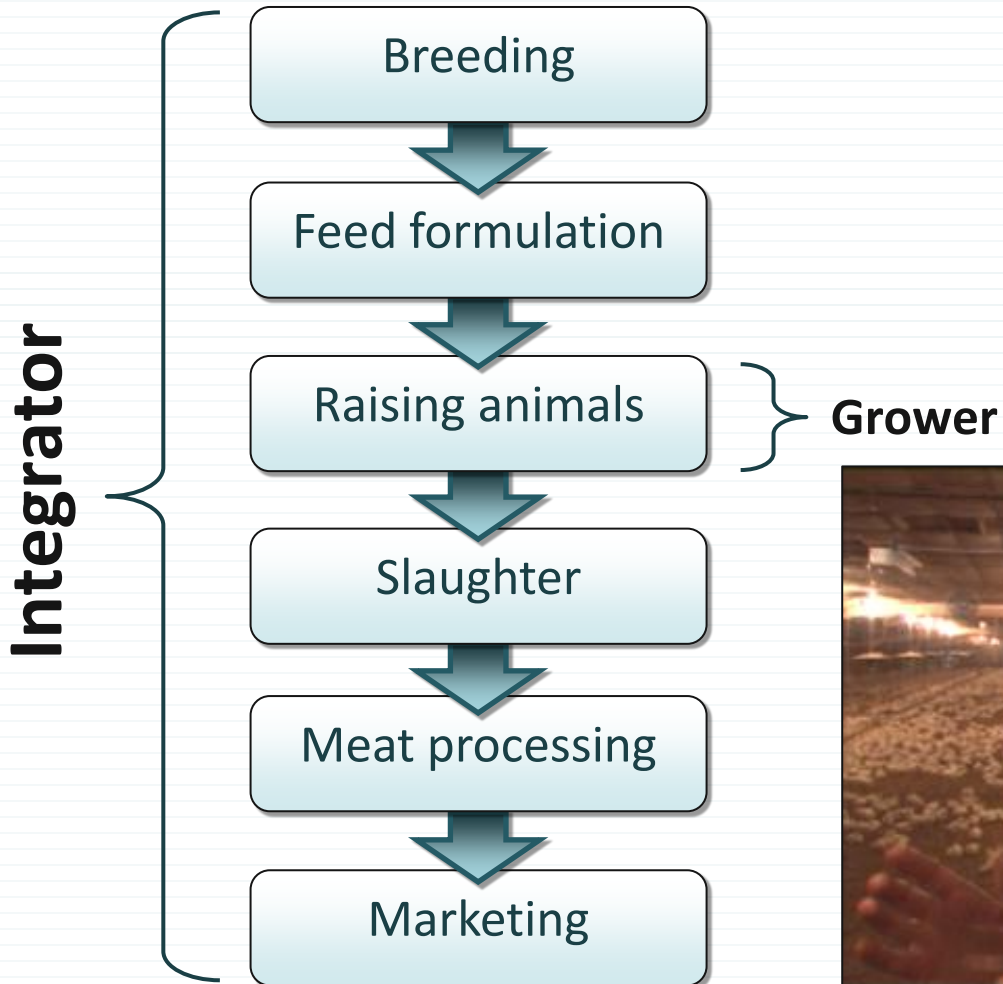 Integrator
Breeding
Feed formulation
Raising animals
Grower
Slaughter
Meat processing
Marketing